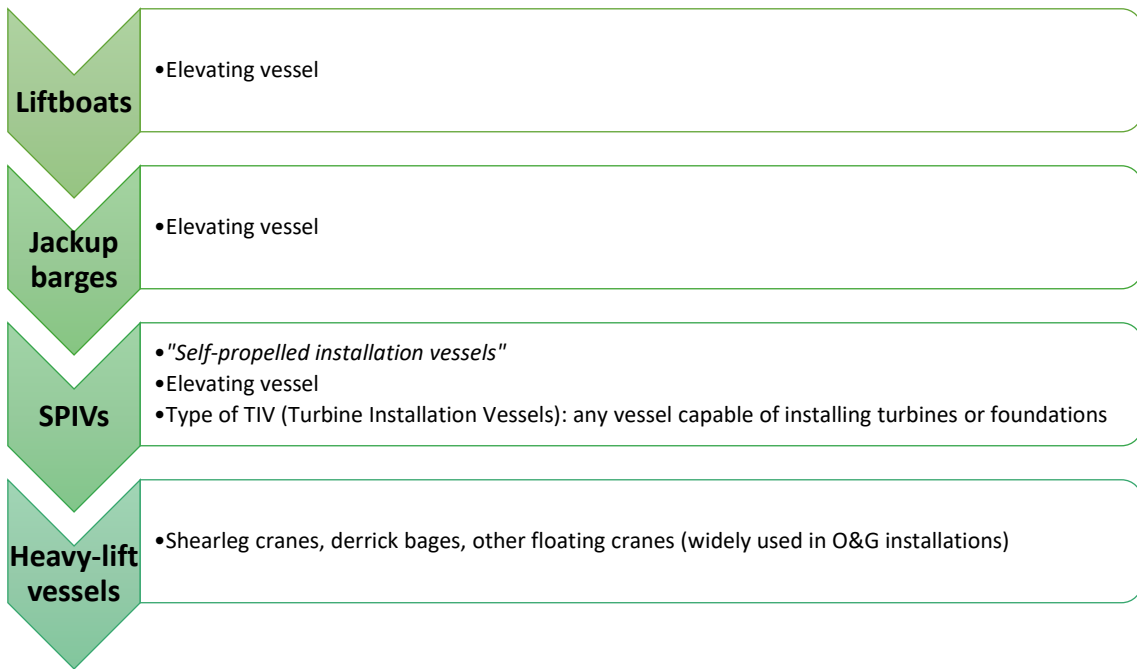 Liftboats
•Elevating vessel
Jackup
barges
•Elevating vessel
SPIVs
•"Self-propelled installation vessels"
•Elevating vessel
•Type of TIV (Turbine Installation Vessels): any vessel capable of installing turbines or foundations
Heavy-lift
vessels
•Shearleg cranes, derrick bages, other floating cranes (widely used in O&G installations)